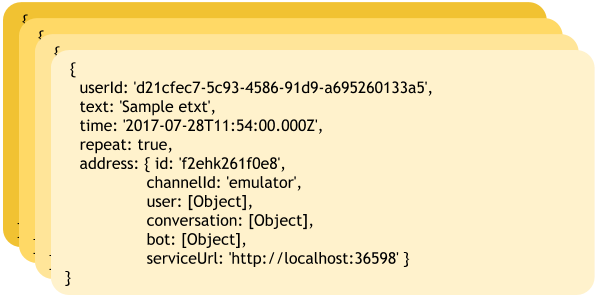 {
{
{
{
userId: 'd21cfec7-5c93-4586-91d9-a695260133a5',
text: 'Sample etxt',
time: '2017-07-28T11:54:00.000Z',
repeat: true,
address: { id: 'f2ehk261f0e8',
channelId: 'emulator',
user: [Object],
conversation: [Object],
bot: [Object],
serviceUrl: 'http://localhost:36598' }
}